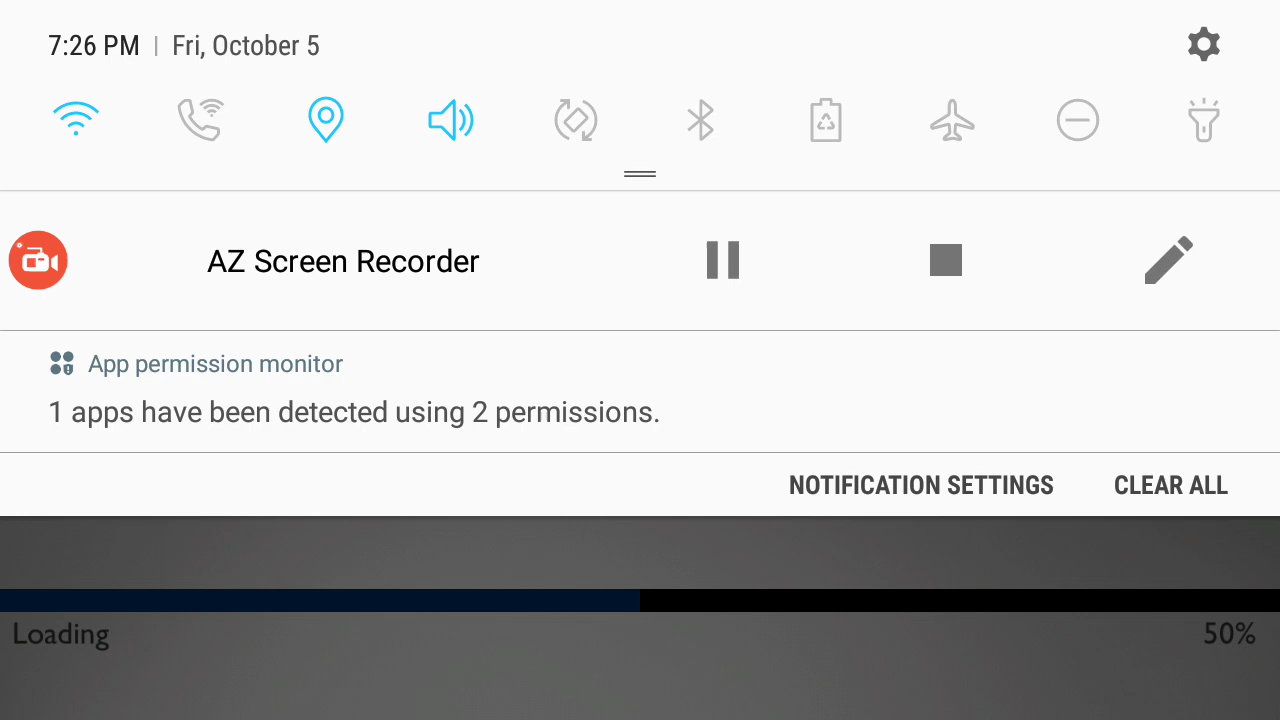 7:26 PM | Fri, October 5
AZ Screen Recorder
App permission monitor
1 apps have been detected using 2 permissions.
NOTIFICATION SETTINGS CLEAR ALL
Loading 50%